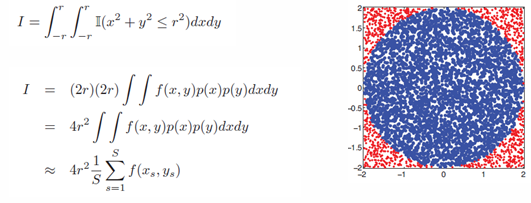 I = ∫_{-r}^{r} ∫_{-r}^{r} 𝕀(x² + y² ≤ r²)dxdy
I = (2r)(2r) ∫ ∫ f(x, y)p(x)p(y)dxdy
= 4r² ∫ ∫ f(x, y)p(x)p(y)dxdy
≈ 4r² \frac{1}{S} ∑_{s=1}^{S} f(x_s, y_s)
2
1.5
1
0.5
0
−0.5
−1
−1.5
−2
−2 −1 0 1 2